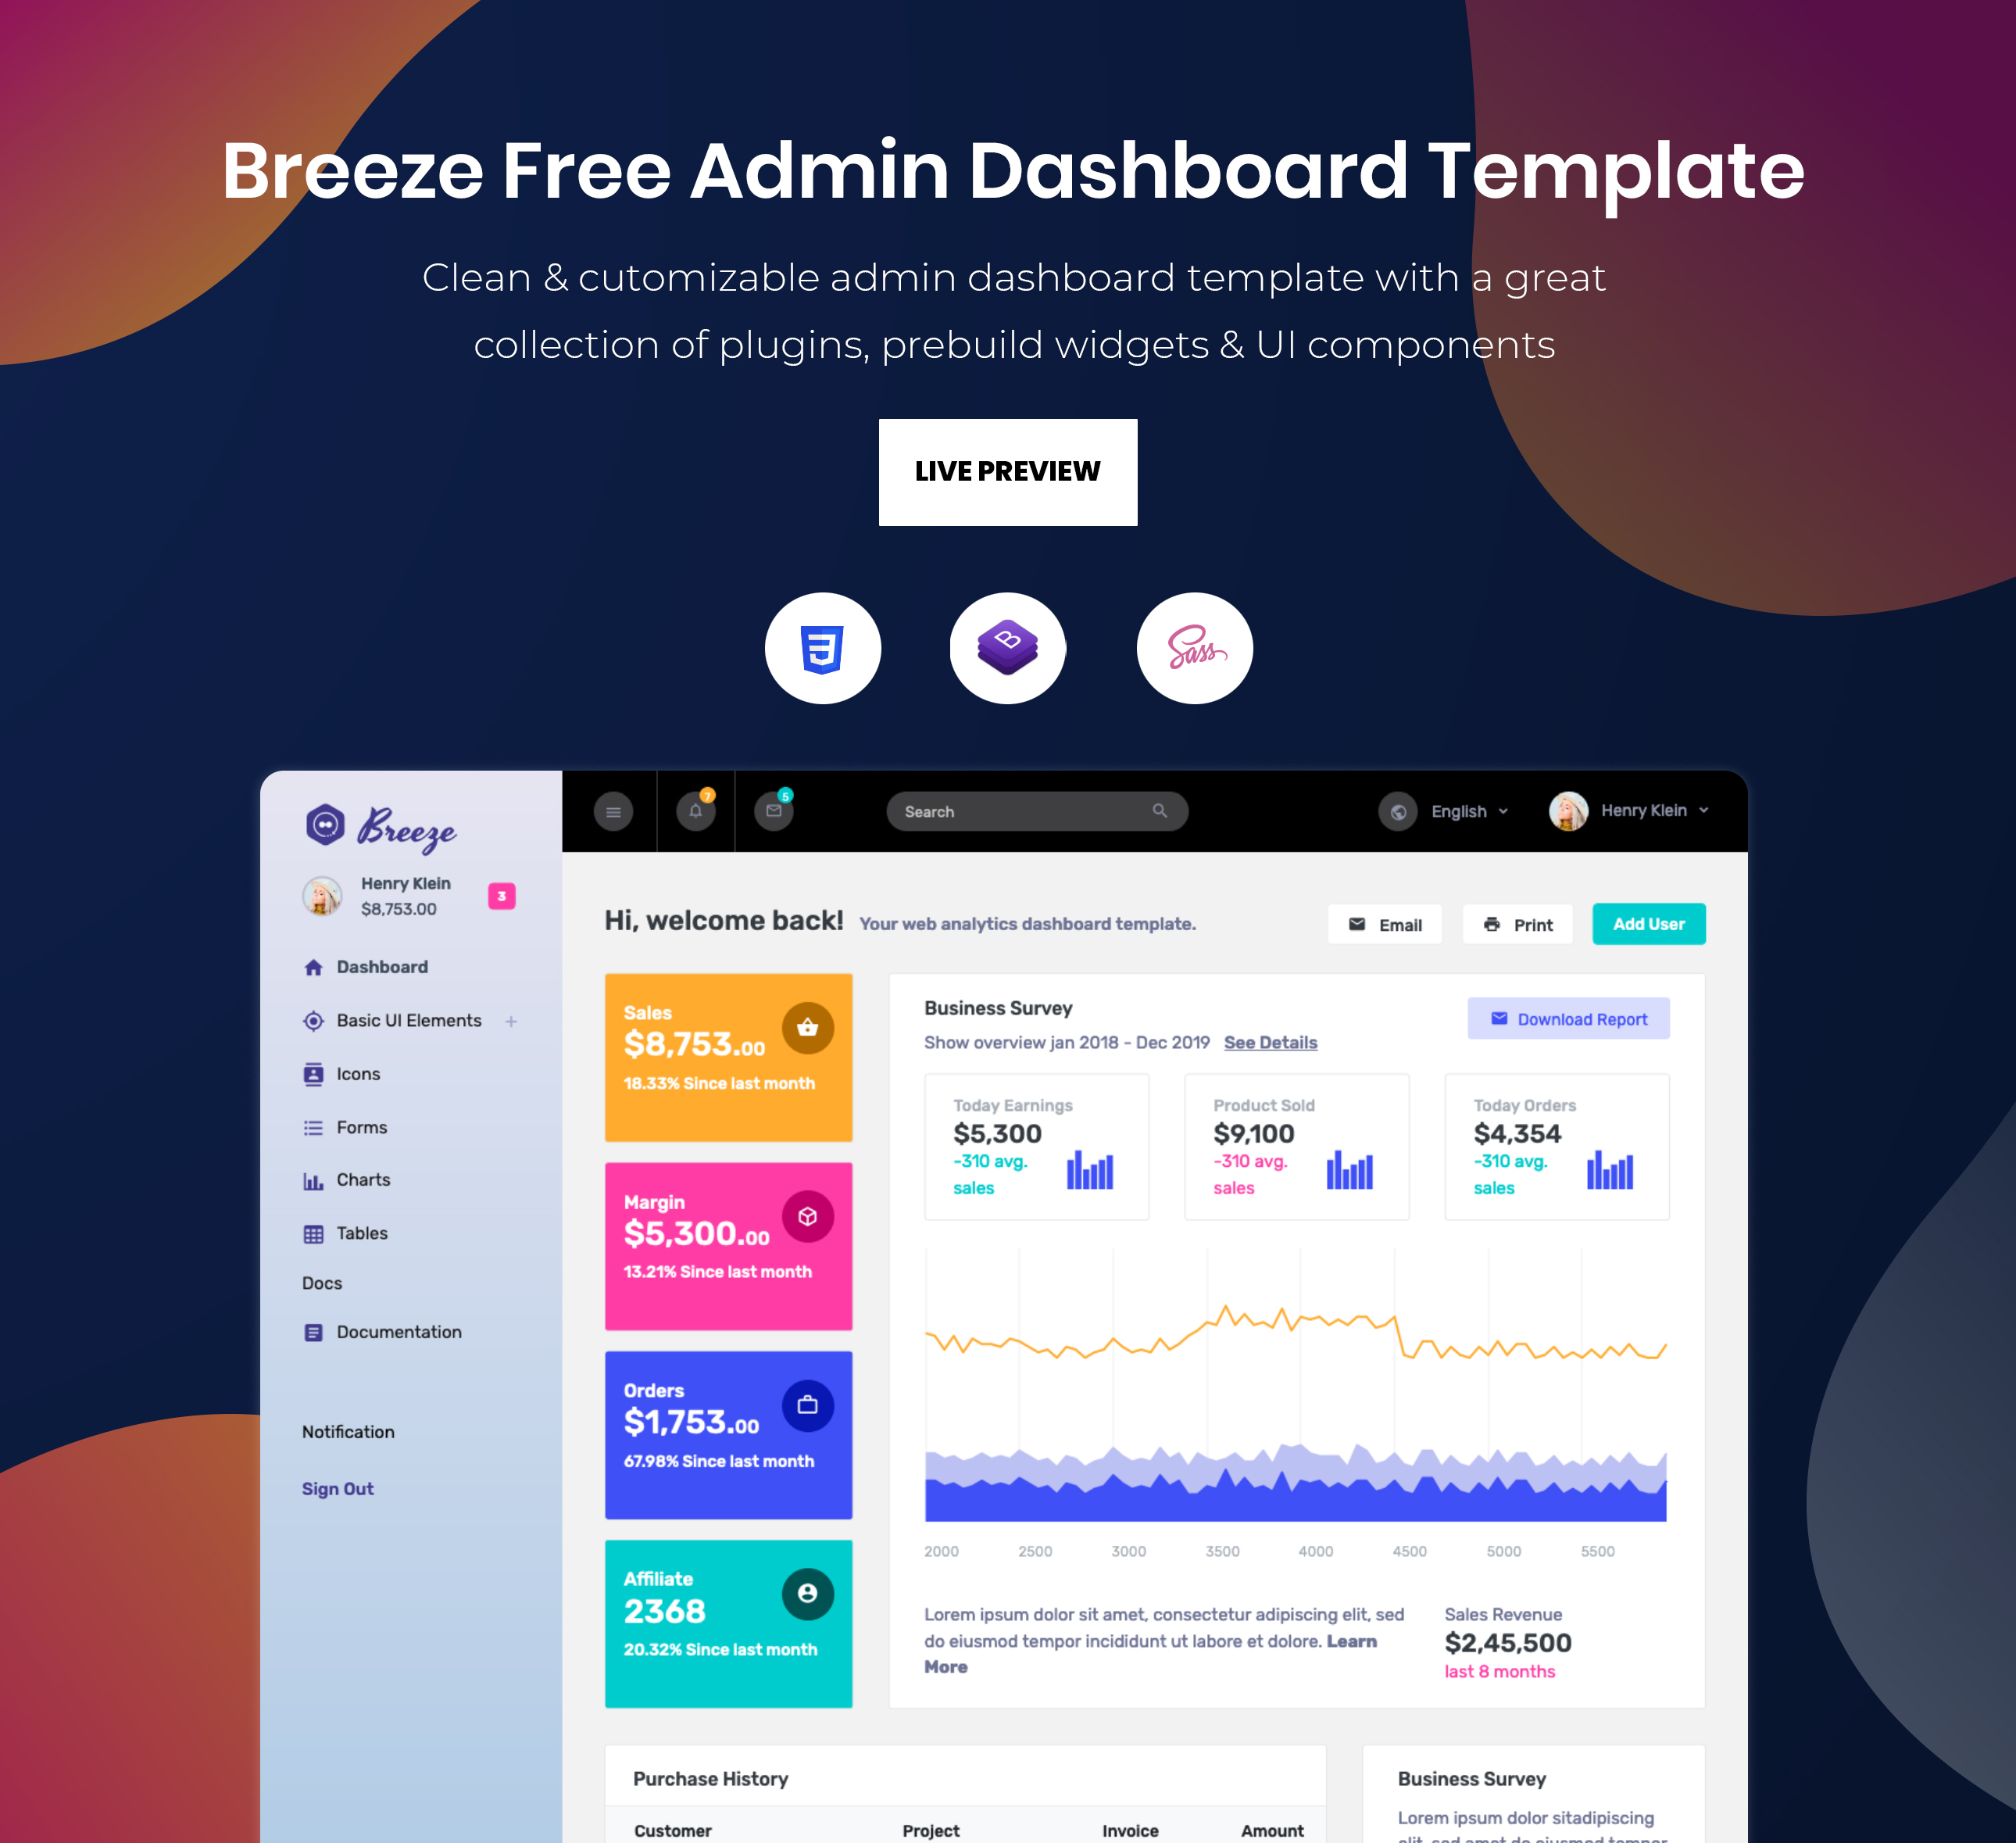 Breeze Free Admin Dashboard Template
Clean & cutomizable admin dashboard template with a great
collection of plugins, prebuild widgets & UI components
LIVE PREVIEW
3
B
Sass
Breeze
Henry Klein
$8,753.00
3
Dashboard
Basic UI Elements +
Icons
Forms
Charts
Tables
Docs
Documentation
Notification
Sign Out
7
5
Search
English
Henry Klein
Hi, welcome back! Your web analytics dashboard template.
Email
Print
Add User
Sales
$8,753.00
18.33% Since last month
Margin
$5,300.00
13.21% Since last month
Orders
$1,753.00
67.98% Since last month
Affiliate
2368
20.32% Since last month
Business Survey
Show overview jan 2018 - Dec 2019 See Details
Download Report
Today Earnings
$5,300
-310 avg.
sales
Product Sold
$9,100
-310 avg.
sales
Today Orders
$4,354
-310 avg.
sales
2000 2500 3000 3500 4000 4500 5000 5500
Lorem ipsum dolor sit amet, consectetur adipiscing elit, sed
do eiusmod tempor incididunt ut labore et dolore. Learn
More
Sales Revenue
$2,45,500
last 8 months
Purchase History
Customer Project Invoice Amount
Business Survey
Lorem ipsum dolor sitadipiscing